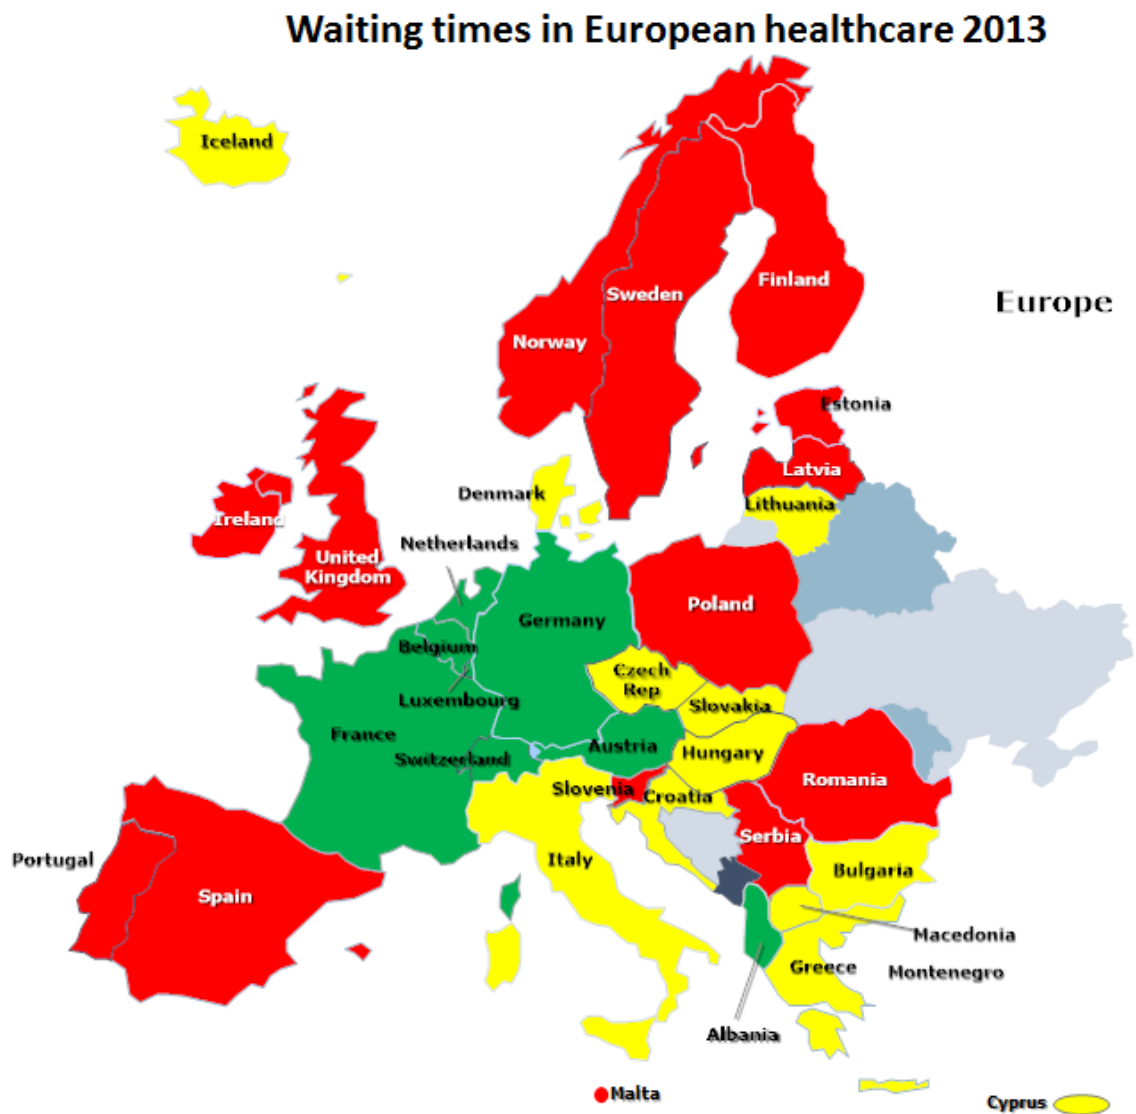 Waiting times in European healthcare 2013
Iceland
Finland
Sweden
Europe
Norway
Estonia
Latvia
Denmark
Lithuania
Ireland
Netherlands
United
Kingdom
Poland
Germany
Belgium
Czech
Rep
Luxembourg
Slovakia
France
Austria
Hungary
Switzerland
Romania
Slovenia
Croatia
Serbia
Portugal
Italy
Bulgaria
Spain
Macedonia
Greece
Montenegro
Albania
Malta
Cyprus